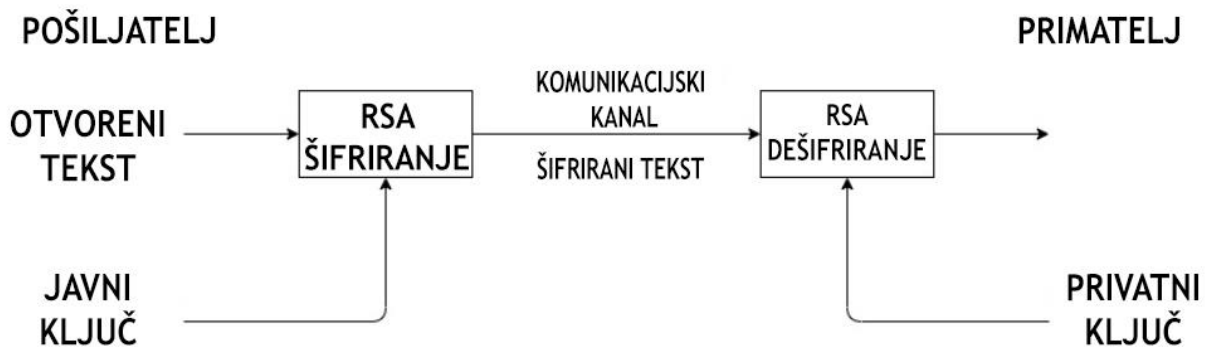 POŠILJATELJ
PRIMATELJ
OTVORENI
TEKST
RSA
ŠIFRIRANJE
KOMUNIKACIJSKI
KANAL
ŠIFRIRANI TEKST
RSA
DEŠIFRIRANJE
JAVNI
KLJUČ
PRIVATNI
KLJUČ